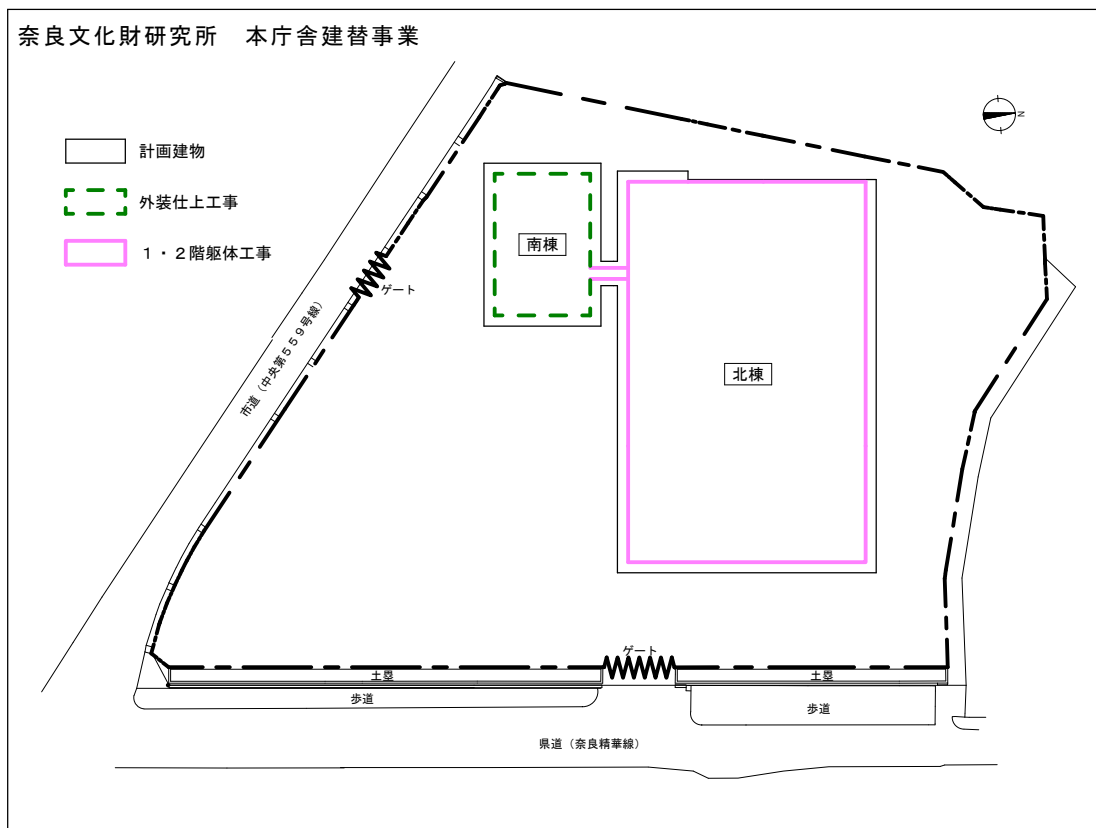 奈良文化財研究所　本庁舎建替事業
計画建物
外装仕上工事
１・２階躯体工事
N
南棟
ゲート
市道（中央第５５９号線）
北棟
ゲート
土塁
土塁
歩道
歩道
県道（奈良精華線）